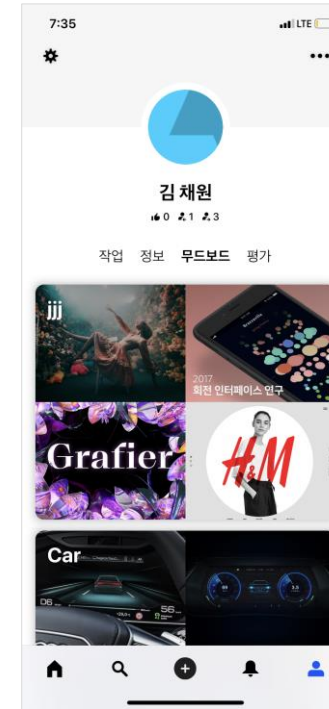 7:35
LTE
김 채원
0 1 3
작업 정보 무드보드 평가
jjj
2017
회전 인터페이스 연구
Grafier
H&M
Car
56